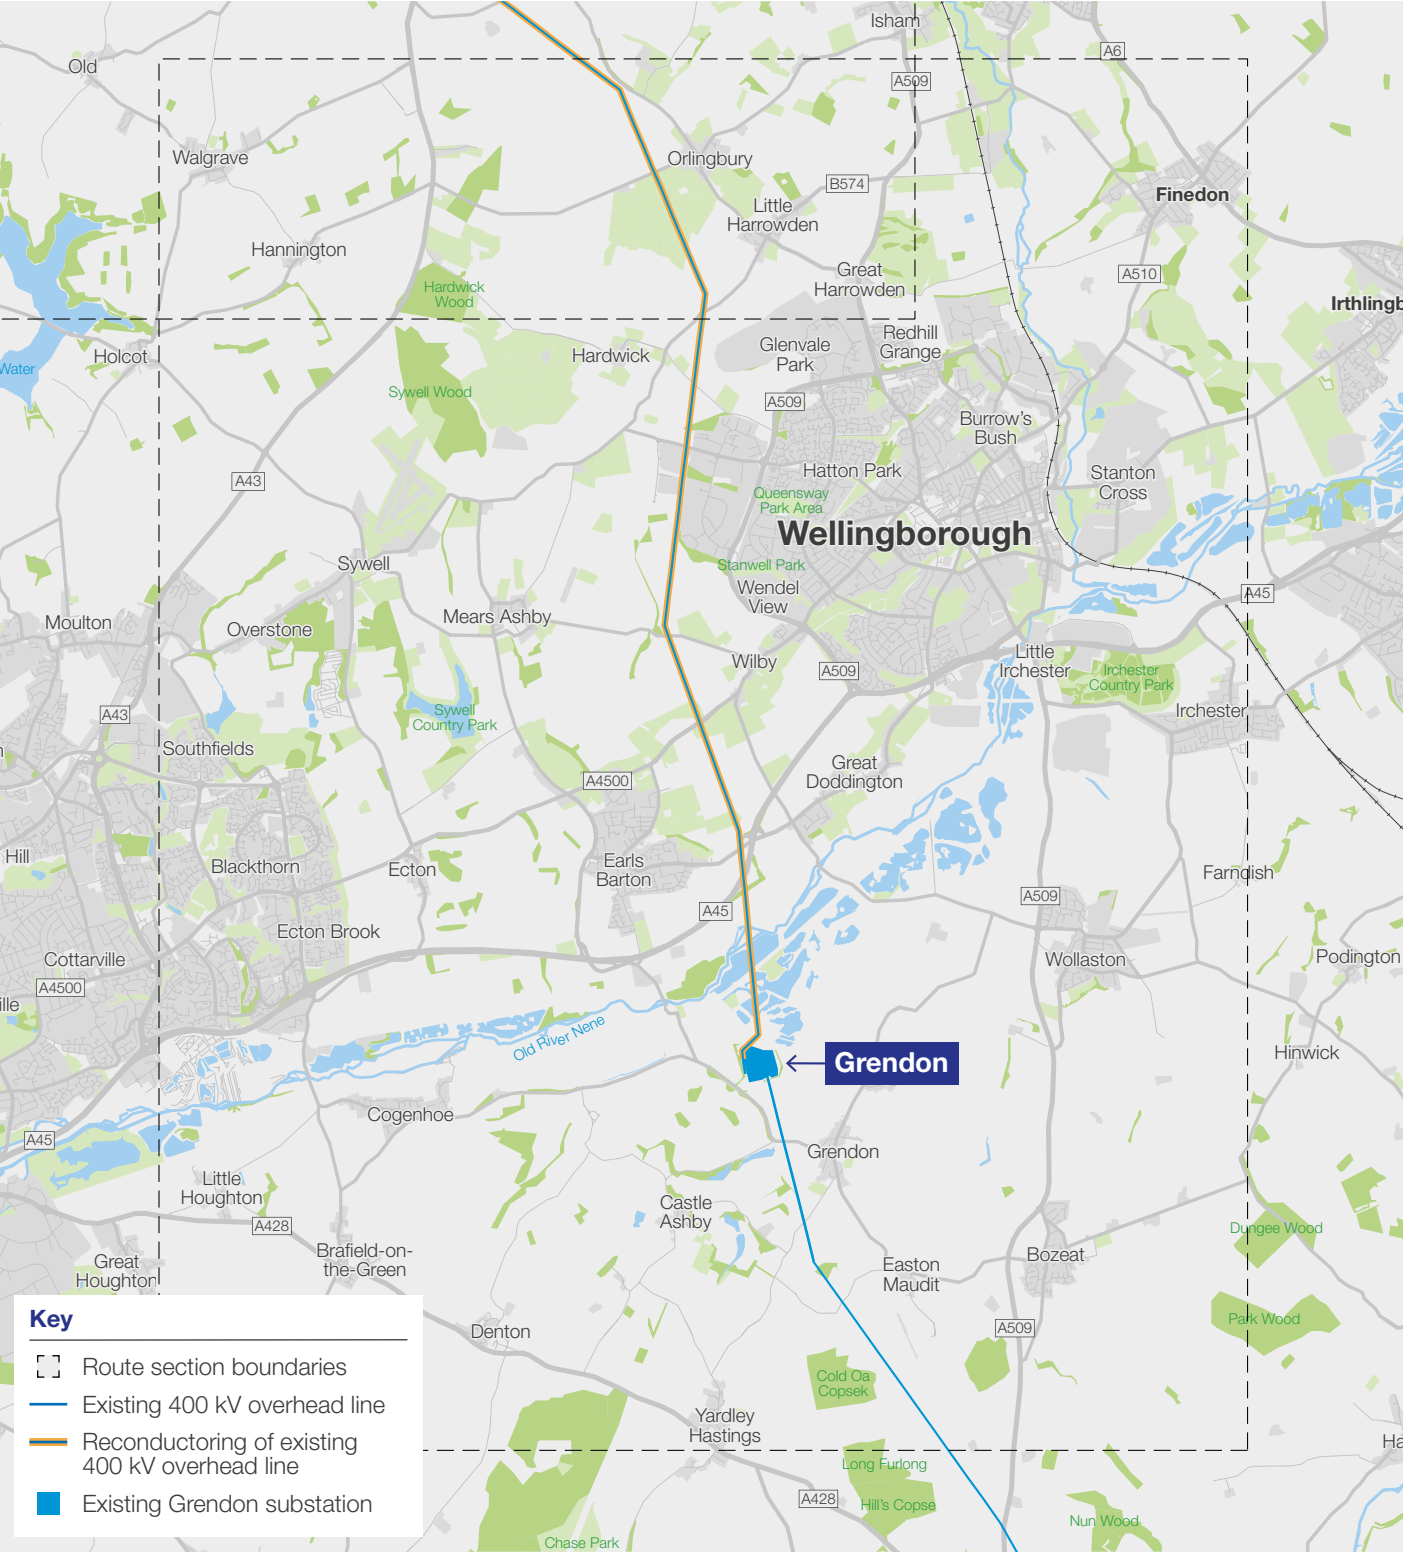 Isham
Old
A6
A509
Walgrave
Orlingbury
B574
Finedon
Little
Harrowden
Hannington
Great
Harrowden
A510
Hardwick
Wood
Irthlingb
Redhill
Grange
Glenvale
Park
Holcot
Hardwick
Water
Sywell Wood
A509
Burrow's
Bush
Hatton Park
Stanton
Cross
A43
Queensway
Park Area
Wellingborough
Sywell
Stanwell Park
Wendel
View
A45
Mears Ashby
Moulton
Overstone
Wilby
A509
Little
Irchester
Irchester
Country Park
Sywell
Country Park
A43
Irchester
Southfields
Great
Doddington
A4500
Hill
Blackthorn
Ecton
Earls
Barton
Farndish
A509
A45
Ecton Brook
Cottarville
Wollaston
Podington
A4500
ille
Old River Nene
Hinwick
Grendon
Cogenhoe
A45
Grendon
Little
Houghton
Castle
Ashby
A428
Dungee Wood
Brafield-on-
the-Green
Great
Houghton
Easton
Maudit
Bozeat
Park Wood
A509
Denton
Cold Oa
Copsek
Yardley
Hastings
Ha
Long Furlong
A428
Hill's Copse
Nun Wood
Chase Park
Key
Route section boundaries
Existing 400 kV overhead line
Reconductoring of existing
400 kV overhead line
Existing Grendon substation